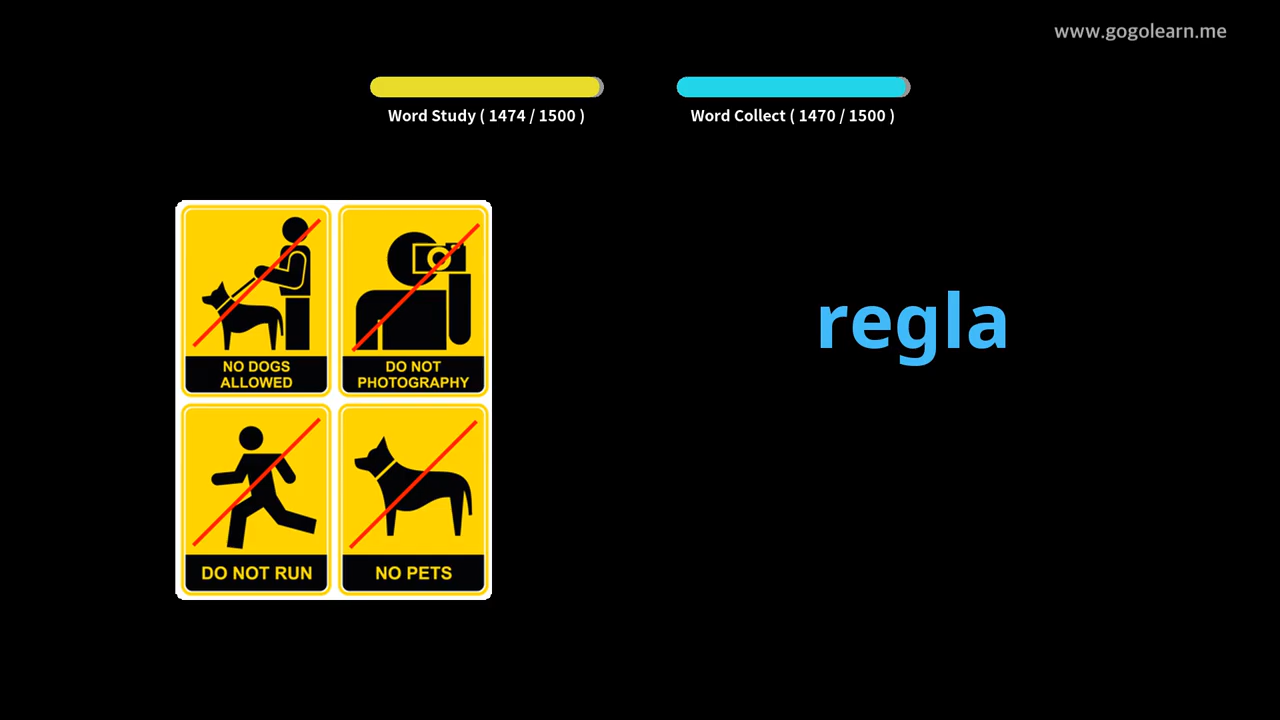 www.gogolearn.me
Word Study ( 1474 / 1500 )
Word Collect ( 1470 / 1500 )
NO DOGS
ALLOWED
DO NOT
PHOTOGRAPHY
DO NOT RUN
NO PETS
regla